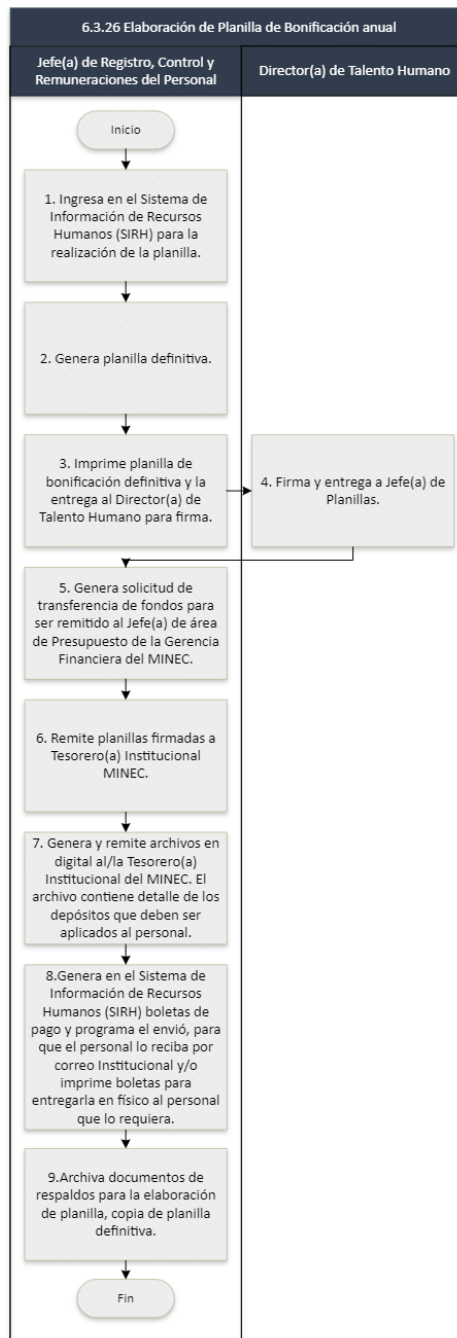 6.3.26 Elaboración de Planilla de Bonificación anual
Jefe(a) de Registro, Control y
Remuneraciones del Personal
Director(a) de Talento Humano
Inicio
1. Ingresa en el Sistema de
Información de Recursos
Humanos (SIRH) para la
realización de la planilla.
2. Genera planilla definitiva.
3. Imprime planilla de
bonificación definitiva y la
entrega al Director(a) de
Talento Humano para firma.
4. Firma y entrega a Jefe(a) de
Planillas.
5. Genera solicitud de
transferencia de fondos para
ser remitido al Jefe(a) de área
de Presupuesto de la Gerencia
Financiera del MINEC.
6. Remite planillas firmadas a
Tesorero(a) Institucional
MINEC.
7. Genera y remite archivos en
digital al/la Tesorero(a)
Institucional del MINEC. El
archivo contiene detalle de los
depósitos que deben ser
aplicados al personal.
8.Genera en el Sistema de
Información de Recursos
Humanos (SIRH) boletas de
pago y programa el envió, para
que el personal lo reciba por
correo Institucional y/o
imprime boletas para
entregarla en físico al personal
que lo requiera.
9.Archiva documentos de
respaldos para la elaboración
de planilla, copia de planilla
definitiva.
Fin